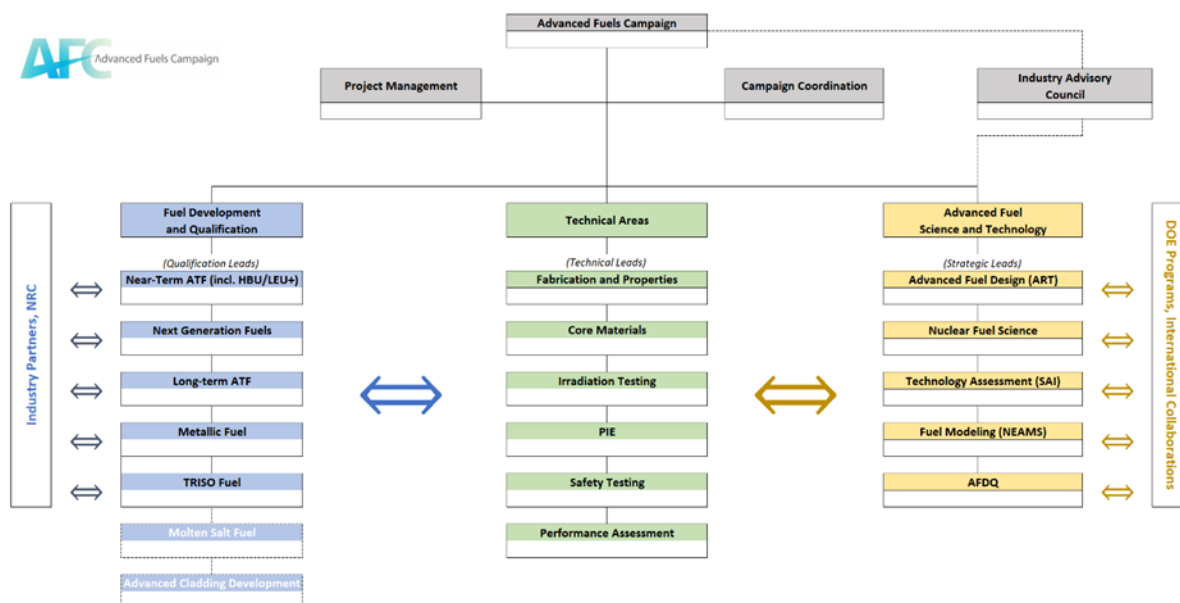 Advanced Fuels Campaign
AFC Advanced Fuels Campaign
Project Management
Campaign Coordination
Industry Advisory
Council
Fuel Development
and Qualification
Technical Areas
Advanced Fuel
Science and Technology
(Qualification Leads)
(Technical Leads)
(Strategic Leads)
Industry Partners, NRC
Near-Term ATF (incl. HBU/LEU+)
Next Generation Fuels
Long-term ATF
Metallic Fuel
TRISO Fuel
Molten Salt Fuel
Advanced Cladding Development
Fabrication and Properties
Core Materials
Irradiation Testing
PIE
Safety Testing
Performance Assessment
Advanced Fuel Design (ART)
Nuclear Fuel Science
Technology Assessment (SAI)
Fuel Modeling (NEAMS)
AFDQ
DOE Programs, International Collaborations